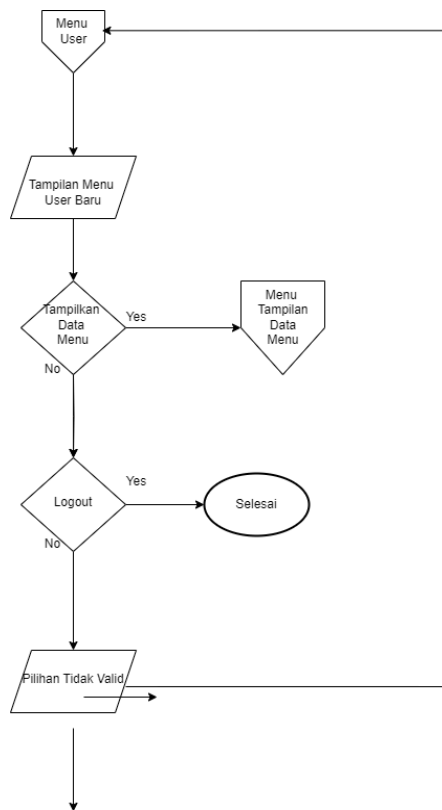 Menu
User
Tampilan Menu
User Baru
Tampilkan
Data
Menu
Yes
Menu
Tampilan
Data
Menu
No
Logout
Yes
Selesai
No
Pilihan Tidak Valid